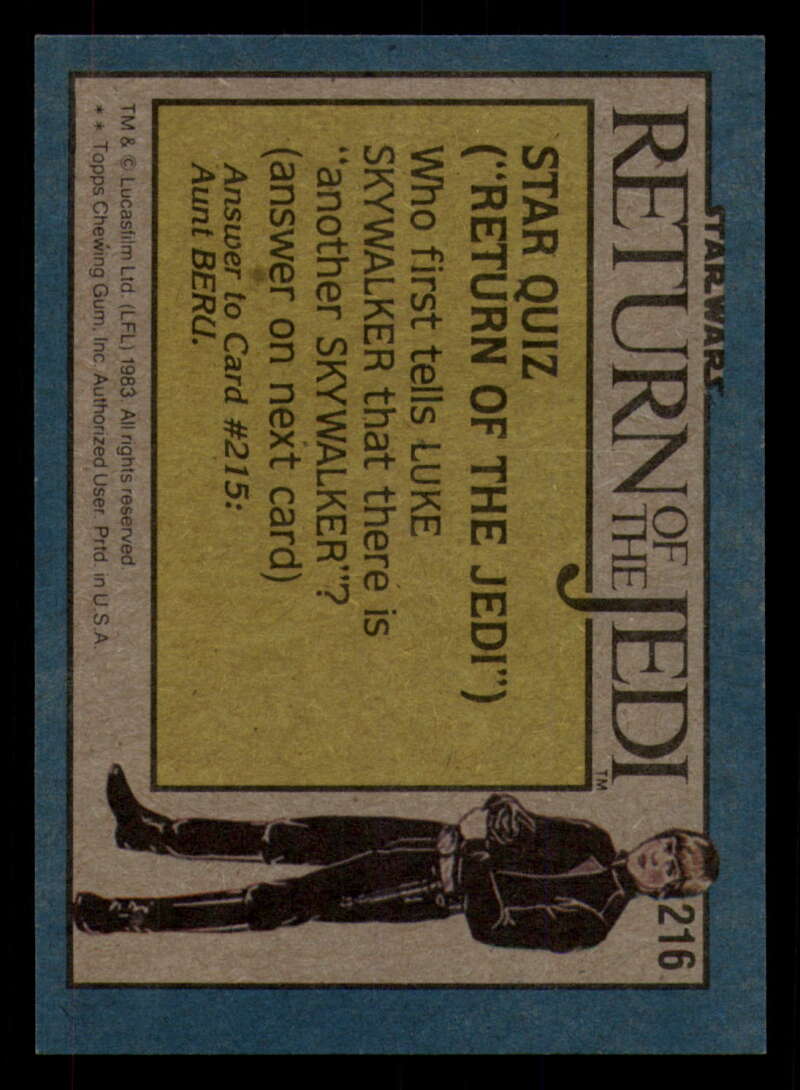 STAR WARS
RETURN OF THE JEDI™
216
STAR QUIZ
("RETURN OF THE JEDI")
Who first tells LUKE
SKYWALKER that there is
"another SKYWALKER"?
(answer on next card)
Answer to Card #215:
Aunt BERU.
TM & © Lucasfilm Ltd. (LFL) 1983 All rights reserved
** Topps Chewing Gum, Inc. Authorized User. Prtd. in U.S.A.